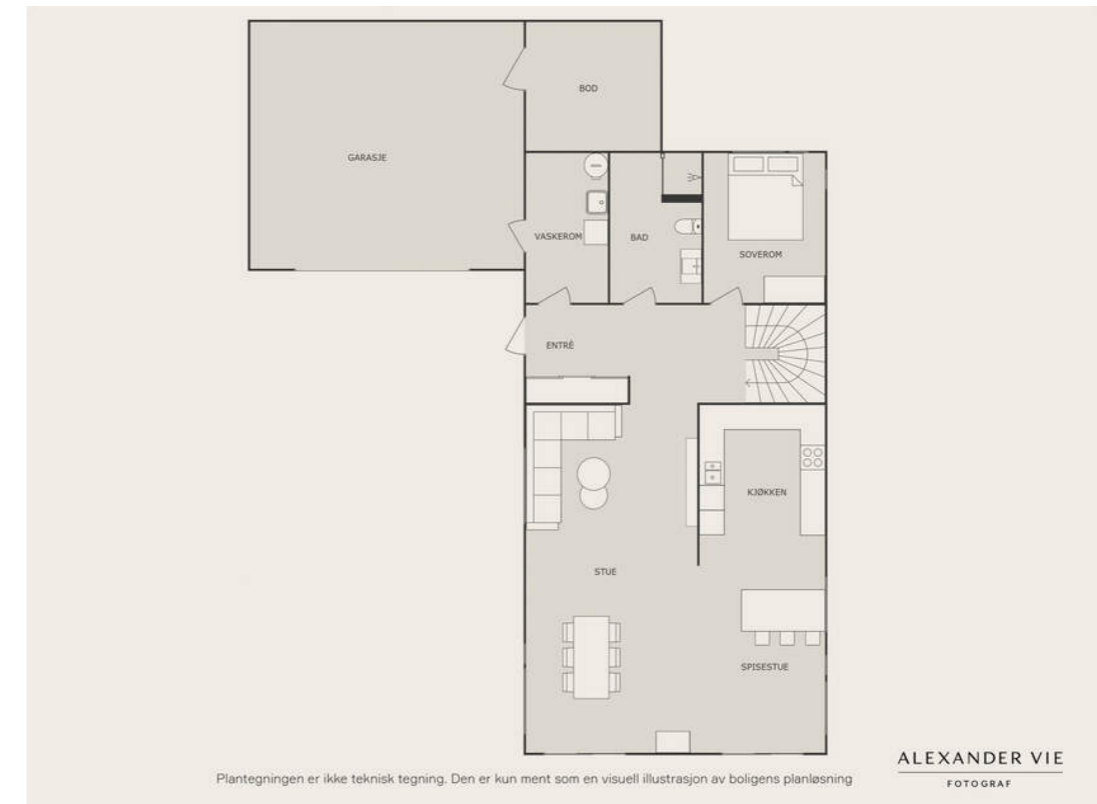 BOD
GARASJE
VASKEROM
BAD
SOVEROM
ENTRÈ
KJØKKEN
STUE
SPISESTUE
Plantegningen er ikke teknisk tegning. Den er kun ment som en visuell illustrasjon av boligens planløsning
ALEXANDER VIE
FOTOGRAF